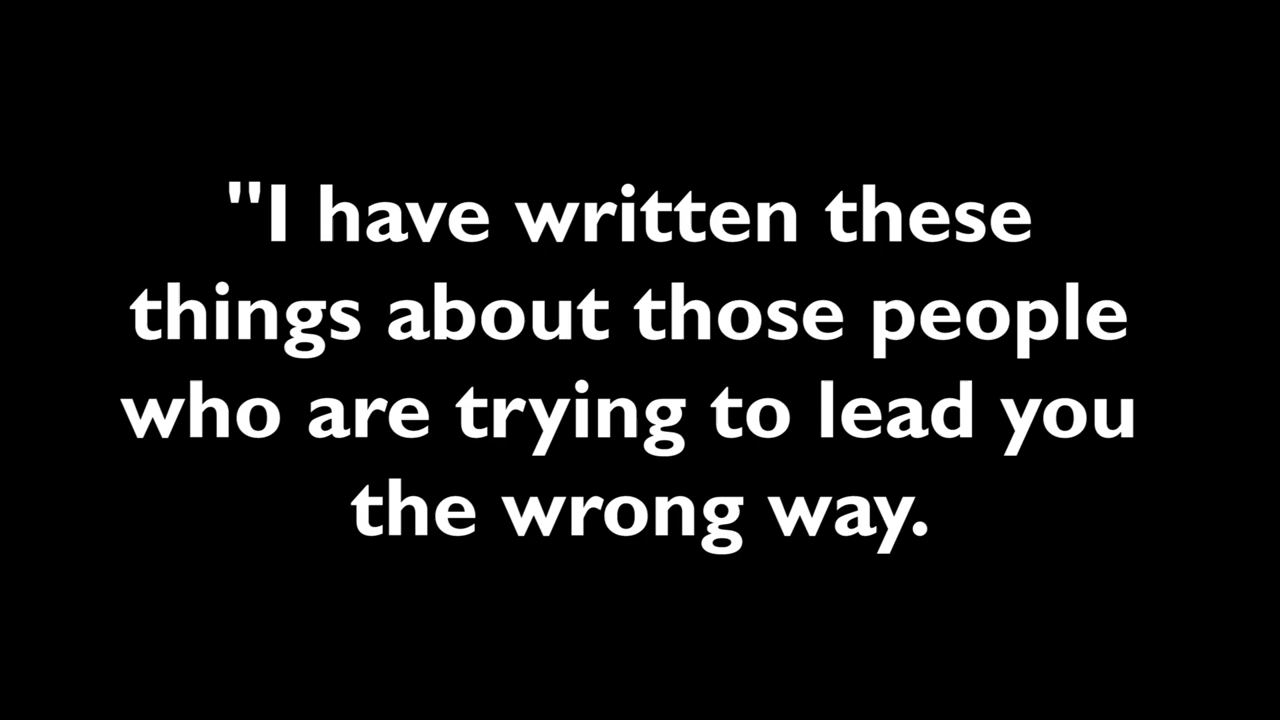 "I have written these
things about those people
who are trying to lead you
the wrong way.